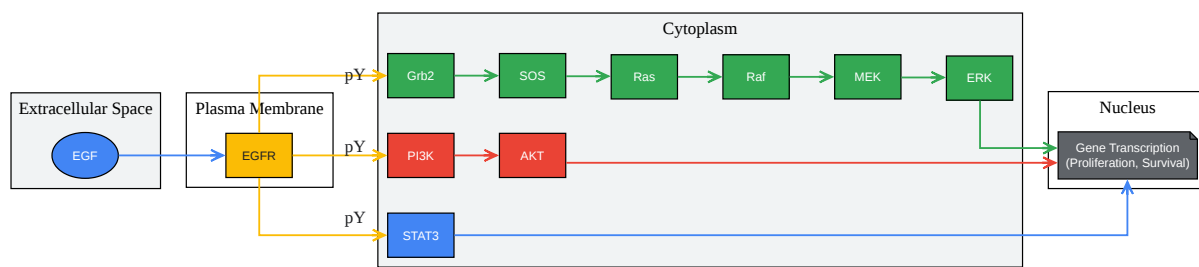 Cytoplasm
pY
Grb2
SOS
Ras
Raf
MEK
ERK
Extracellular Space
Plasma Membrane
Nucleus
EGF
EGFR
pY
PI3K
AKT
Gene Transcription
(Proliferation, Survival)
pY
STAT3